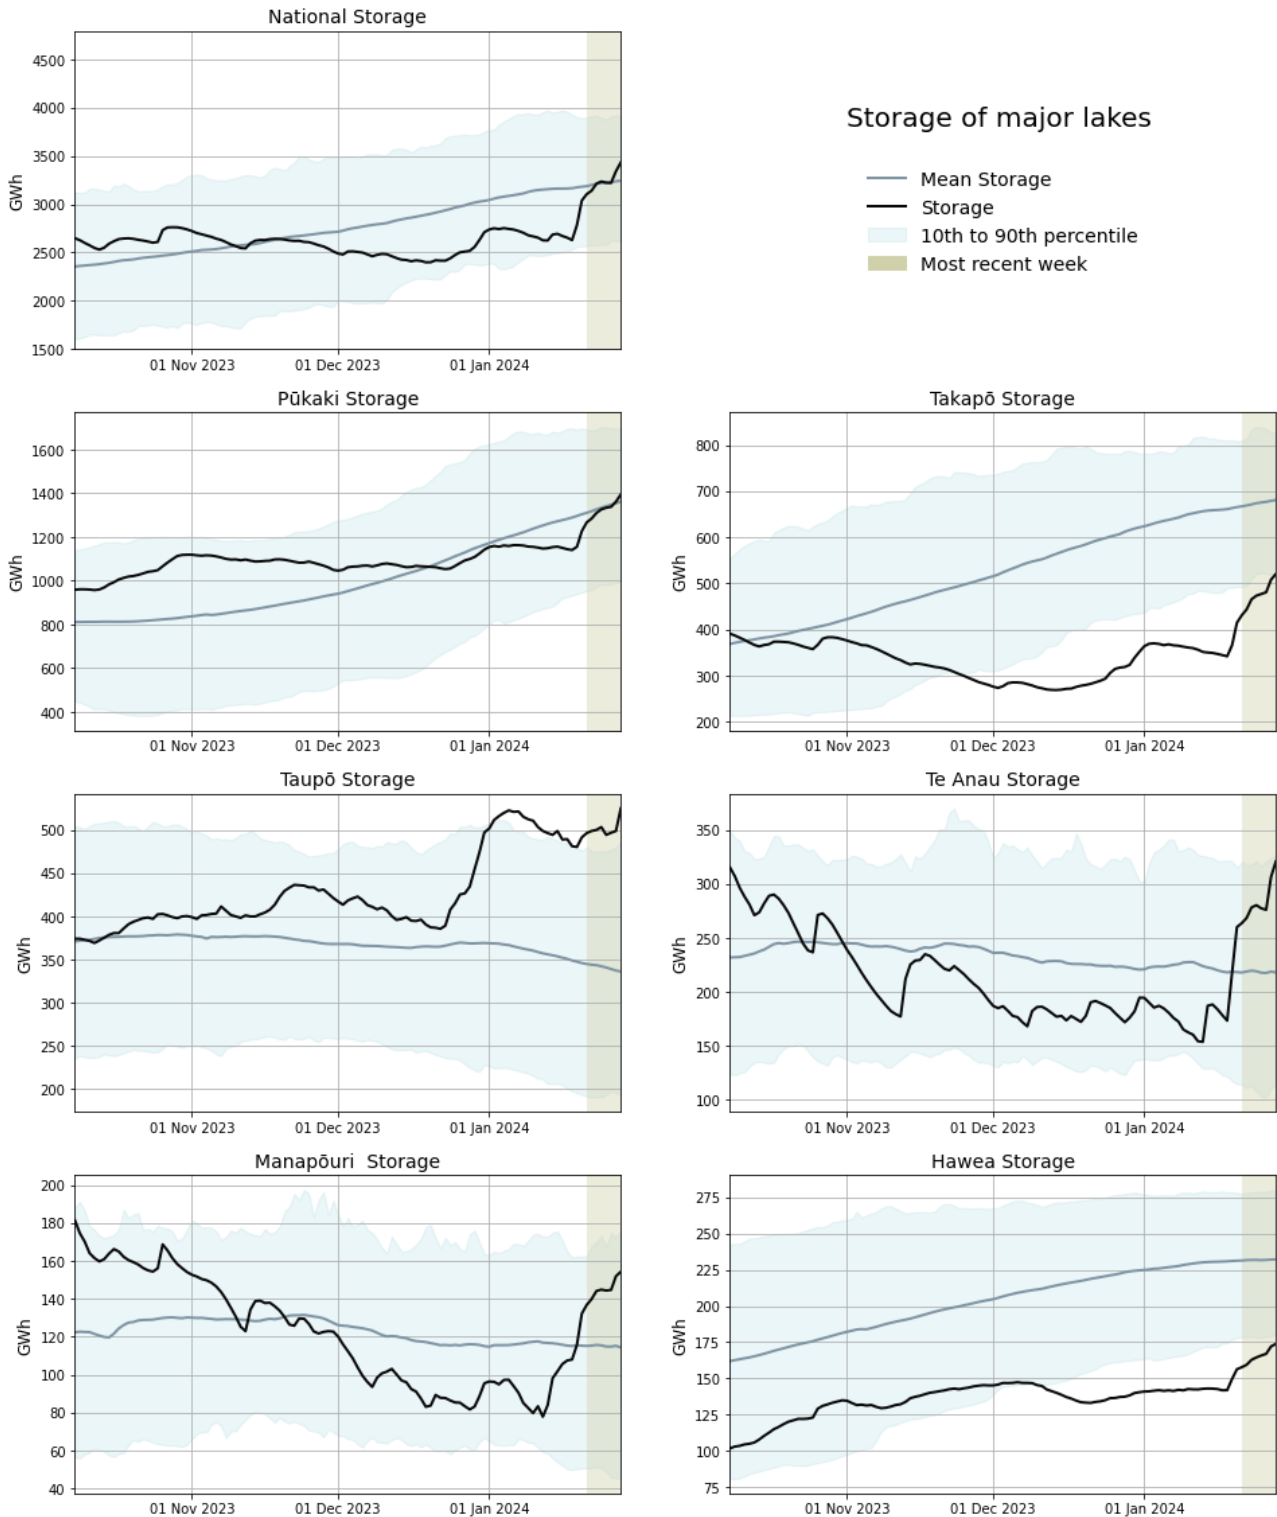 National Storage
GWh
4500
4000
3500
3000
2500
2000
1500
01 Nov 2023
01 Dec 2023
01 Jan 2024
Storage of major lakes
Mean Storage
Storage
10th to 90th percentile
Most recent week
Pūkaki Storage
GWh
1600
1400
1200
1000
800
600
400
01 Nov 2023
01 Dec 2023
01 Jan 2024
Takapō Storage
GWh
800
700
600
500
400
300
200
01 Nov 2023
01 Dec 2023
01 Jan 2024
Taupō Storage
GWh
500
450
400
350
300
250
200
01 Nov 2023
01 Dec 2023
01 Jan 2024
Te Anau Storage
GWh
350
300
250
200
150
100
01 Nov 2023
01 Dec 2023
01 Jan 2024
Manapōuri  Storage
GWh
200
180
160
140
120
100
80
60
40
01 Nov 2023
01 Dec 2023
01 Jan 2024
Hawea Storage
GWh
275
250
225
200
175
150
125
100
75
01 Nov 2023
01 Dec 2023
01 Jan 2024